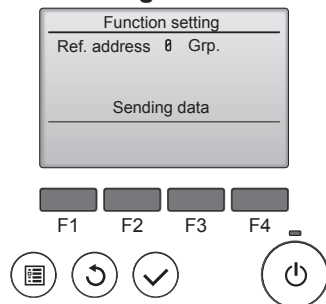 Function setting
Ref. address 0 Grp.
Sending data
F1 F2 F3 F4